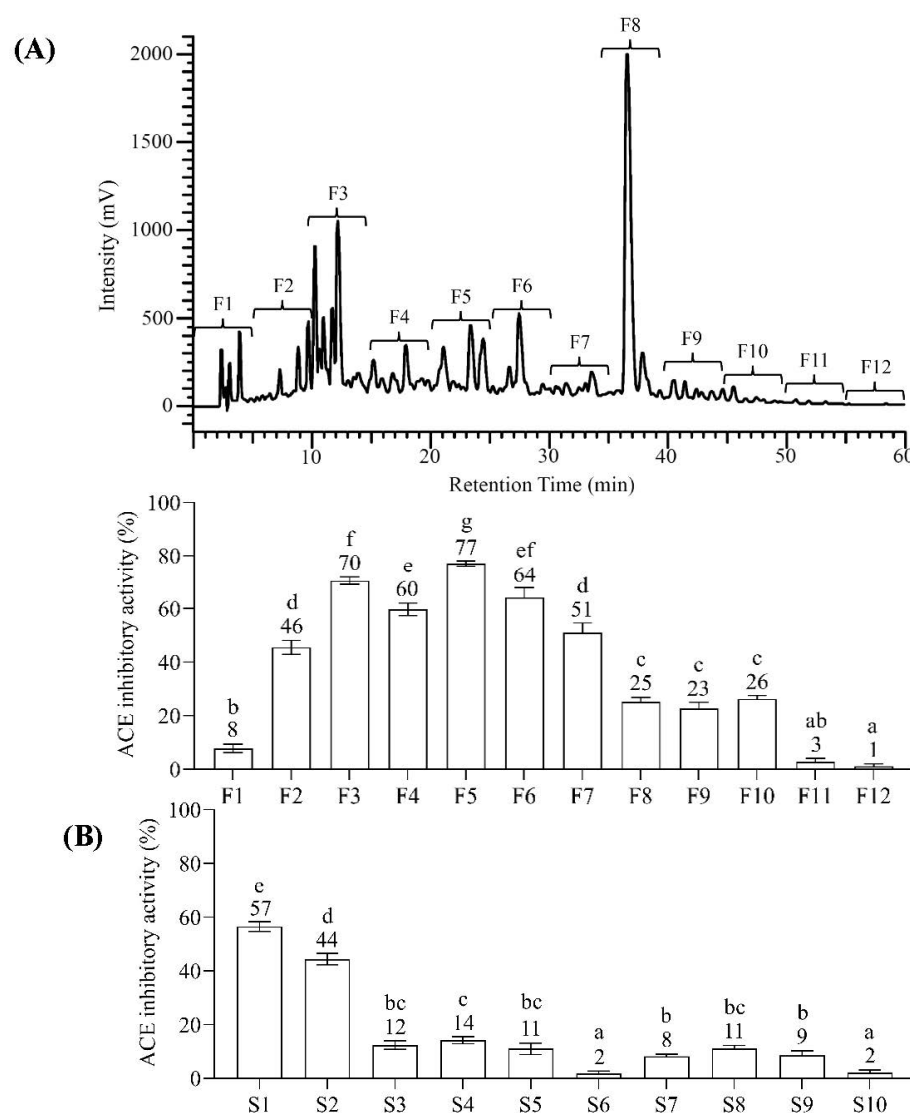 (A)
F8
2000
1500
F3
1000
F2
F5
F6
F1
F4
500
F7
F9
F10
F11
F12
0
Intensity (mV)
10 20 30 40 50 60
Retention Time (min)
100
80
60
40
20
0
ACE inhibitory activity (%)
b d f e g ef d c c c ab a
8 46 70 60 77 64 51 25 23 26 3 1
F1 F2 F3 F4 F5 F6 F7 F8 F9 F10 F11 F12
(B)
100
80
60
40
20
0
ACE inhibitory activity (%)
e d bc c bc a b bc b a
57 44 12 14 11 2 8 11 9 2
S1 S2 S3 S4 S5 S6 S7 S8 S9 S10